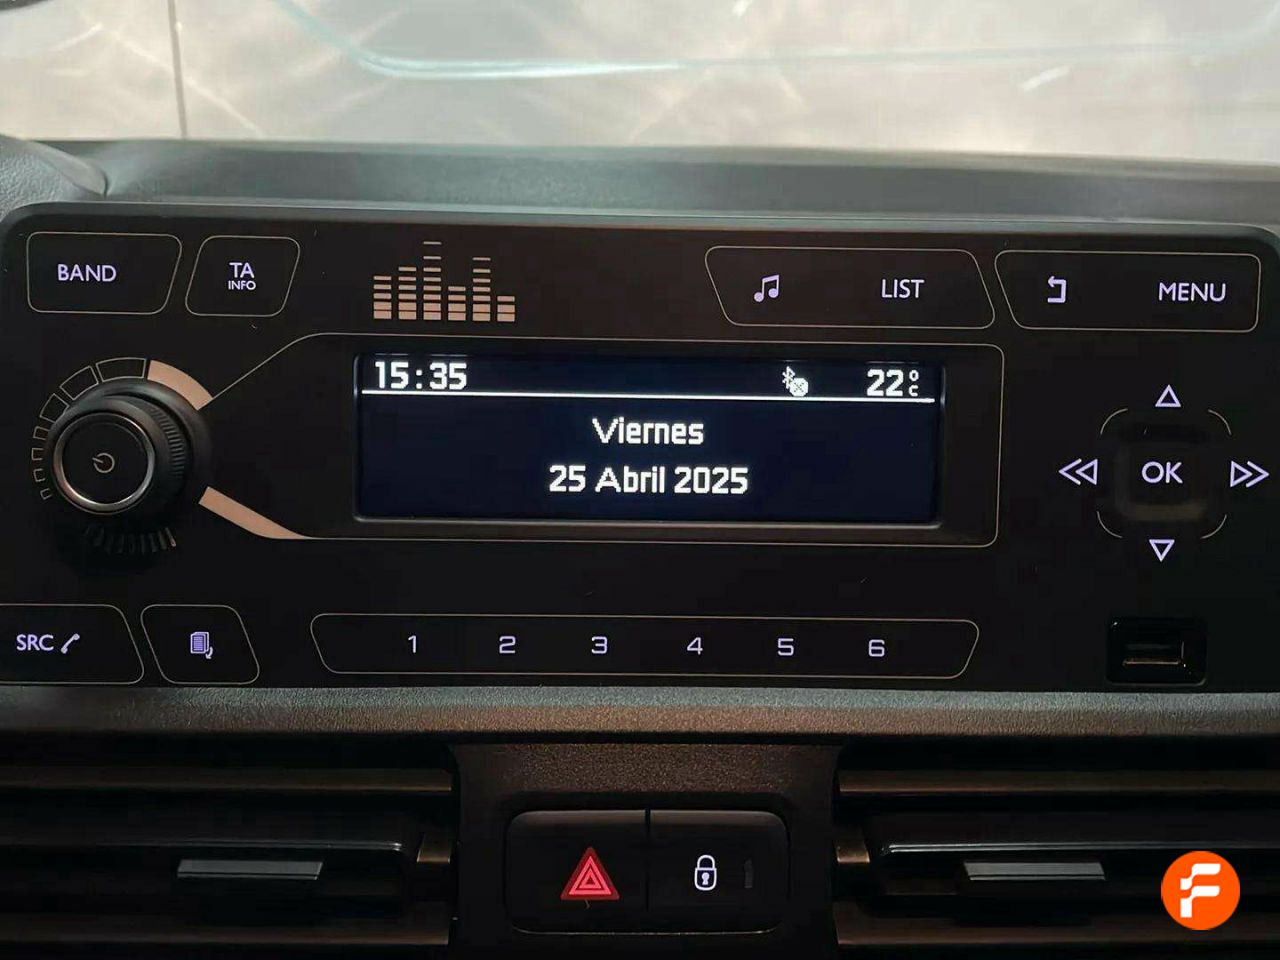 BAND
TA
INFO
LIST
MENU
15:35
22°C
Viernes
25 Abril 2025
OK
SRC
1 2 3 4 5 6
F